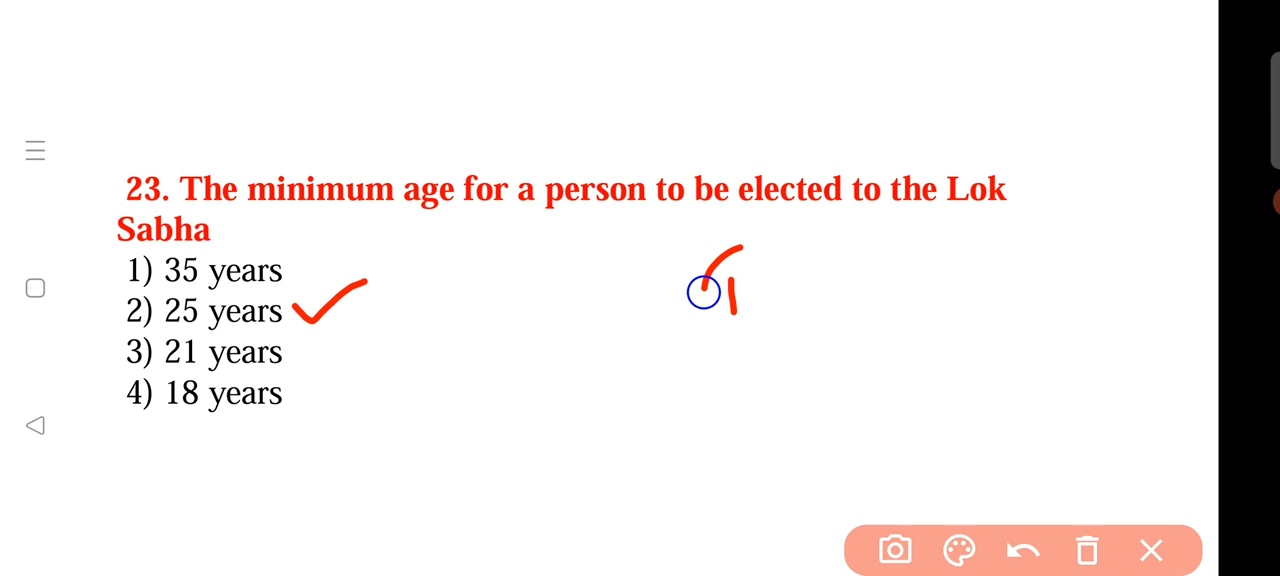 23. The minimum age for a person to be elected to the Lok
Sabha
1) 35 years
2) 25 years
3) 21 years
4) 18 years